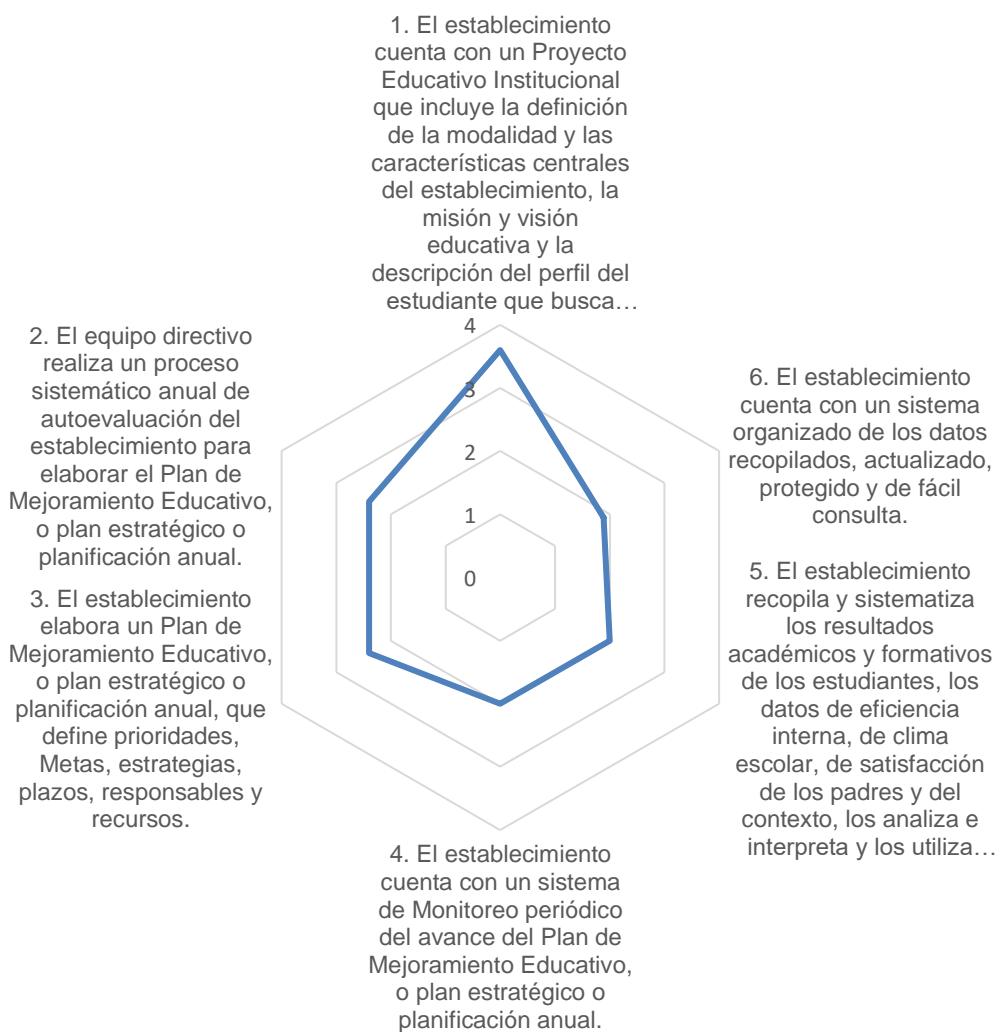 1. El establecimiento
cuenta con un Proyecto
Educativo Institucional
que incluye la definición
de la modalidad y las
características centrales
del establecimiento, la
misión y visión
educativa y la
descripción del perfil del
estudiante que busca…
2. El equipo directivo
realiza un proceso
sistemático anual de
autoevaluación del
establecimiento para
elaborar el Plan de
Mejoramiento Educativo,
o plan estratégico o
planificación anual.
3. El establecimiento
elabora un Plan de
Mejoramiento Educativo,
o plan estratégico o
planificación anual, que
define prioridades,
Metas, estrategias,
plazos, responsables y
recursos.
4
3
2
1
0
4. El establecimiento
cuenta con un sistema
de Monitoreo periódico
del avance del Plan de
Mejoramiento Educativo,
o plan estratégico o
planificación anual.
6. El establecimiento
cuenta con un sistema
organizado de los datos
recopilados, actualizado,
protegido y de fácil
consulta.
5. El establecimiento
recopila y sistematiza
los resultados
académicos y formativos
de los estudiantes, los
datos de eficiencia
interna, de clima
escolar, de satisfacción
de los padres y del
contexto, los analiza e
interpreta y los utiliza…